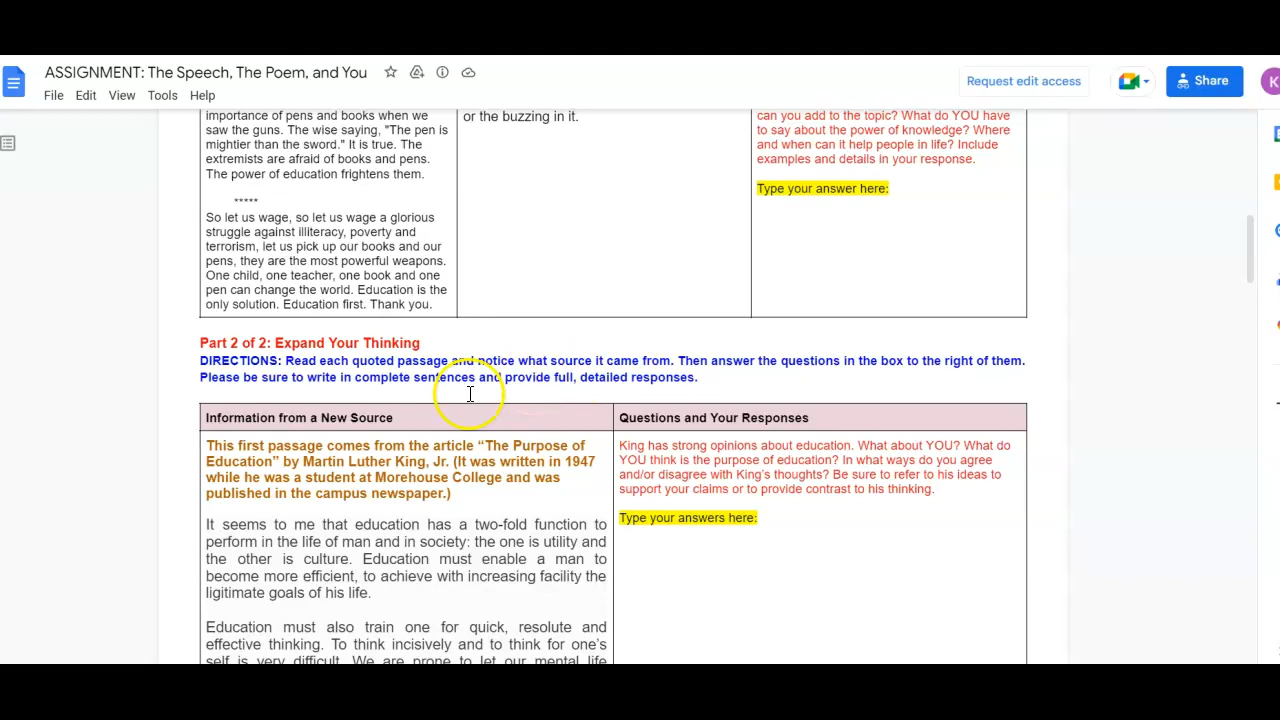 ASSIGNMENT: The Speech, The Poem, and You
File Edit View Tools Help
Request edit access
Share
K
importance of pens and books when we
saw the guns. The wise saying, "The pen is
mightier than the sword." It is true. The
extremists are afraid of books and pens.
The power of education frightens them.
*****
So let us wage, so let us wage a glorious
struggle against illiteracy, poverty and
terrorism, let us pick up our books and our
pens, they are the most powerful weapons.
One child, one teacher, one book and one
pen can change the world. Education is the
only solution. Education first. Thank you.
or the buzzing in it.
can you add to the topic? What do YOU have
to say about the power of knowledge? Where
and when can it help people in life? Include
examples and details in your response.
Type your answer here:
Part 2 of 2: Expand Your Thinking
DIRECTIONS: Read each quoted passage and notice what source it came from. Then answer the questions in the box to the right of them.
Please be sure to write in complete sentences and provide full, detailed responses.
Information from a New Source
Questions and Your Responses
This first passage comes from the article “The Purpose of
Education” by Martin Luther King, Jr. (It was written in 1947
while he was a student at Morehouse College and was
published in the campus newspaper.)
It seems to me that education has a two-fold function to
perform in the life of man and in society: the one is utility and
the other is culture. Education must enable a man to
become more efficient, to achieve with increasing facility the
ligitimate goals of his life.
Education must also train one for quick, resolute and
effective thinking. To think incisively and to think for one’s
self is very difficult. We are prone to let our mental life
King has strong opinions about education. What about YOU? What do
YOU think is the purpose of education? In what ways do you agree
and/or disagree with King’s thoughts? Be sure to refer to his ideas to
support your claims or to provide contrast to his thinking.
Type your answers here: